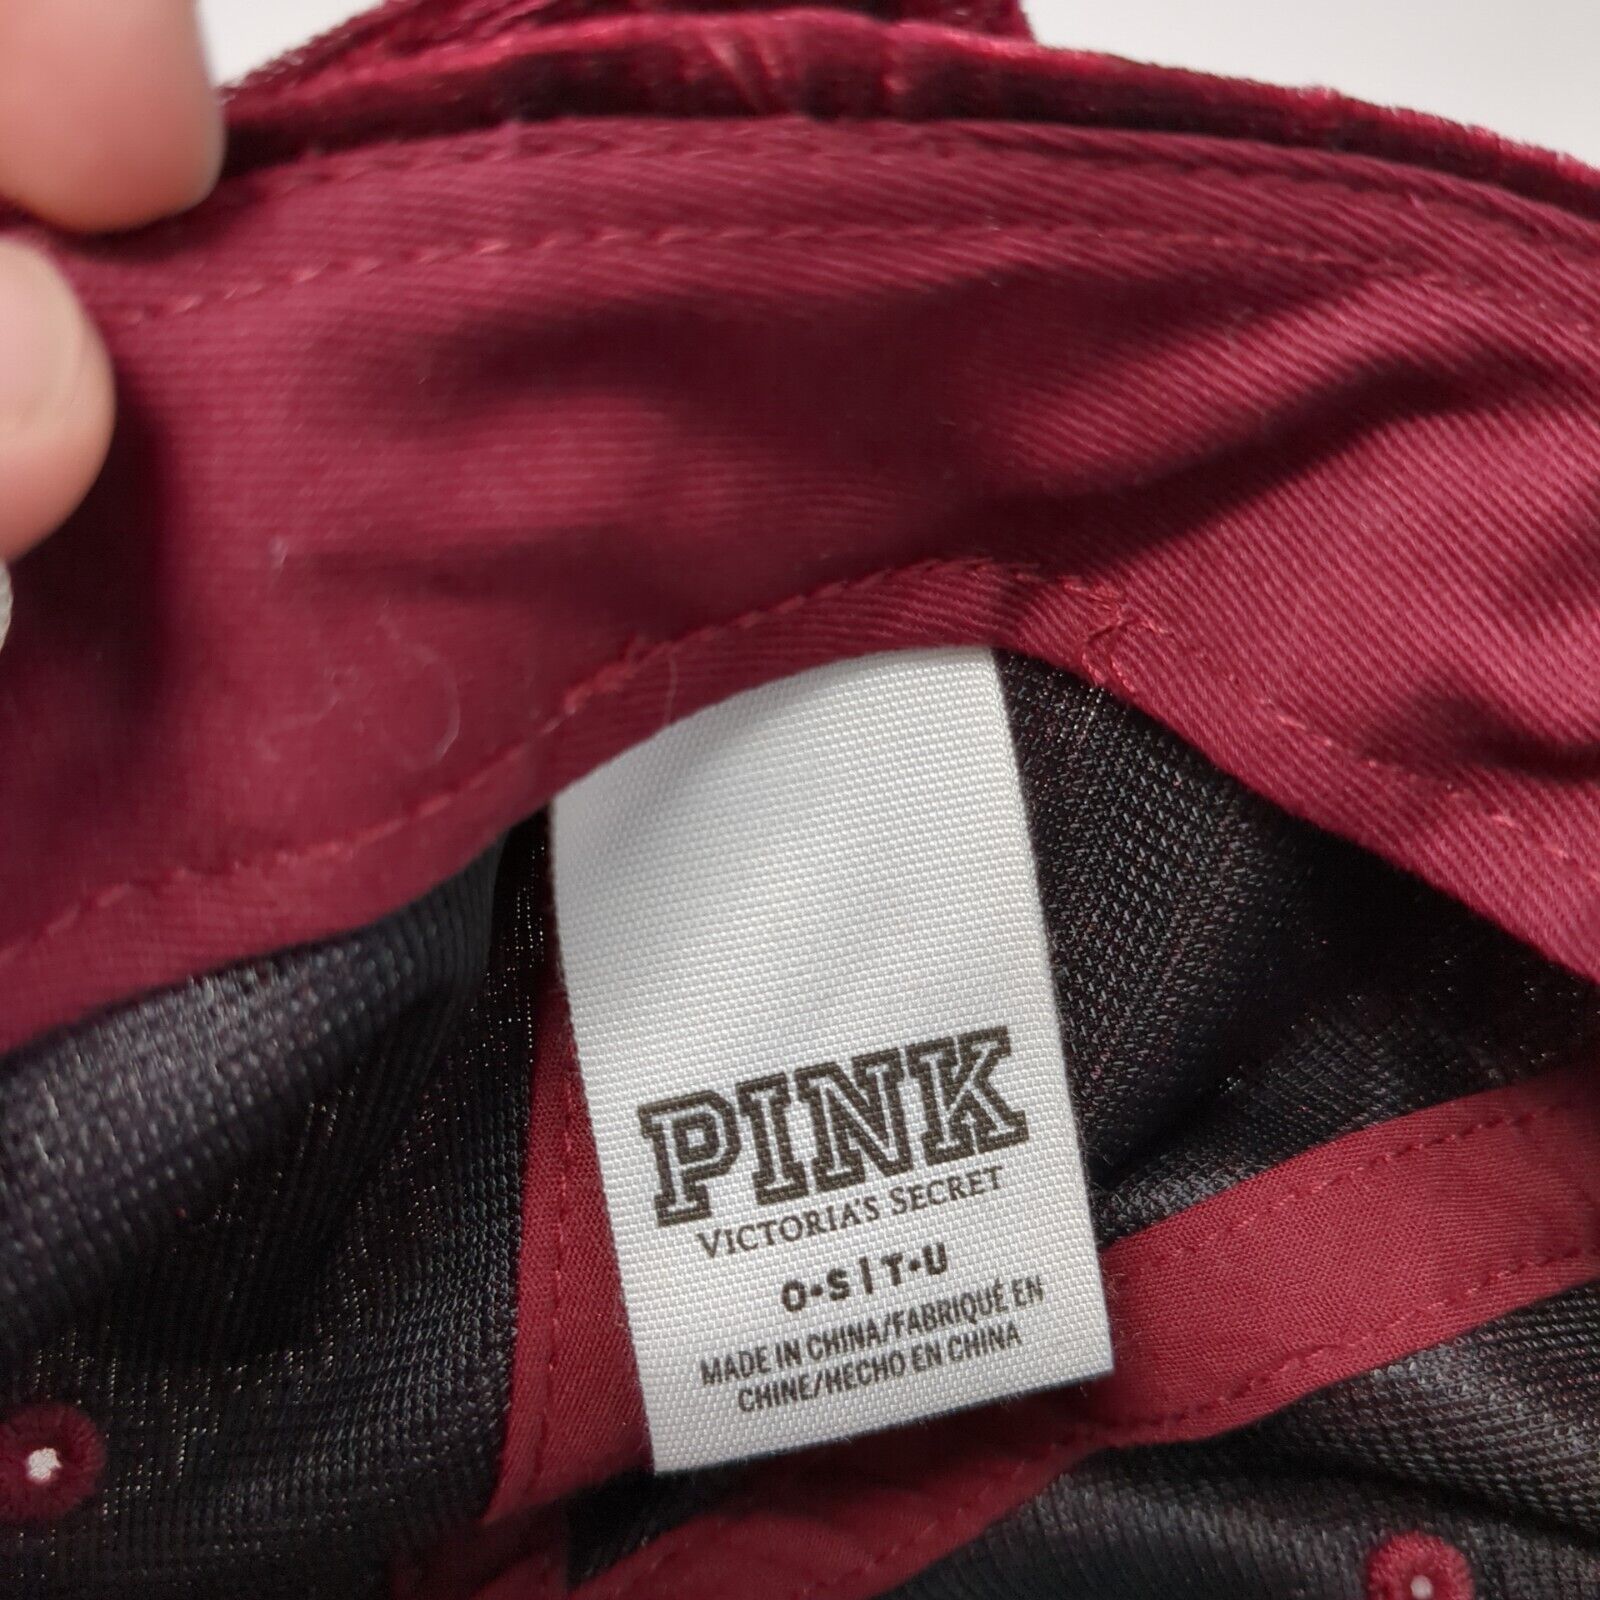 PINK
VICTORIA'S SECRET
O•S|T•U
MADE IN CHINA/FABRIQUÉ EN
CHINE/HECHO EN CHINA